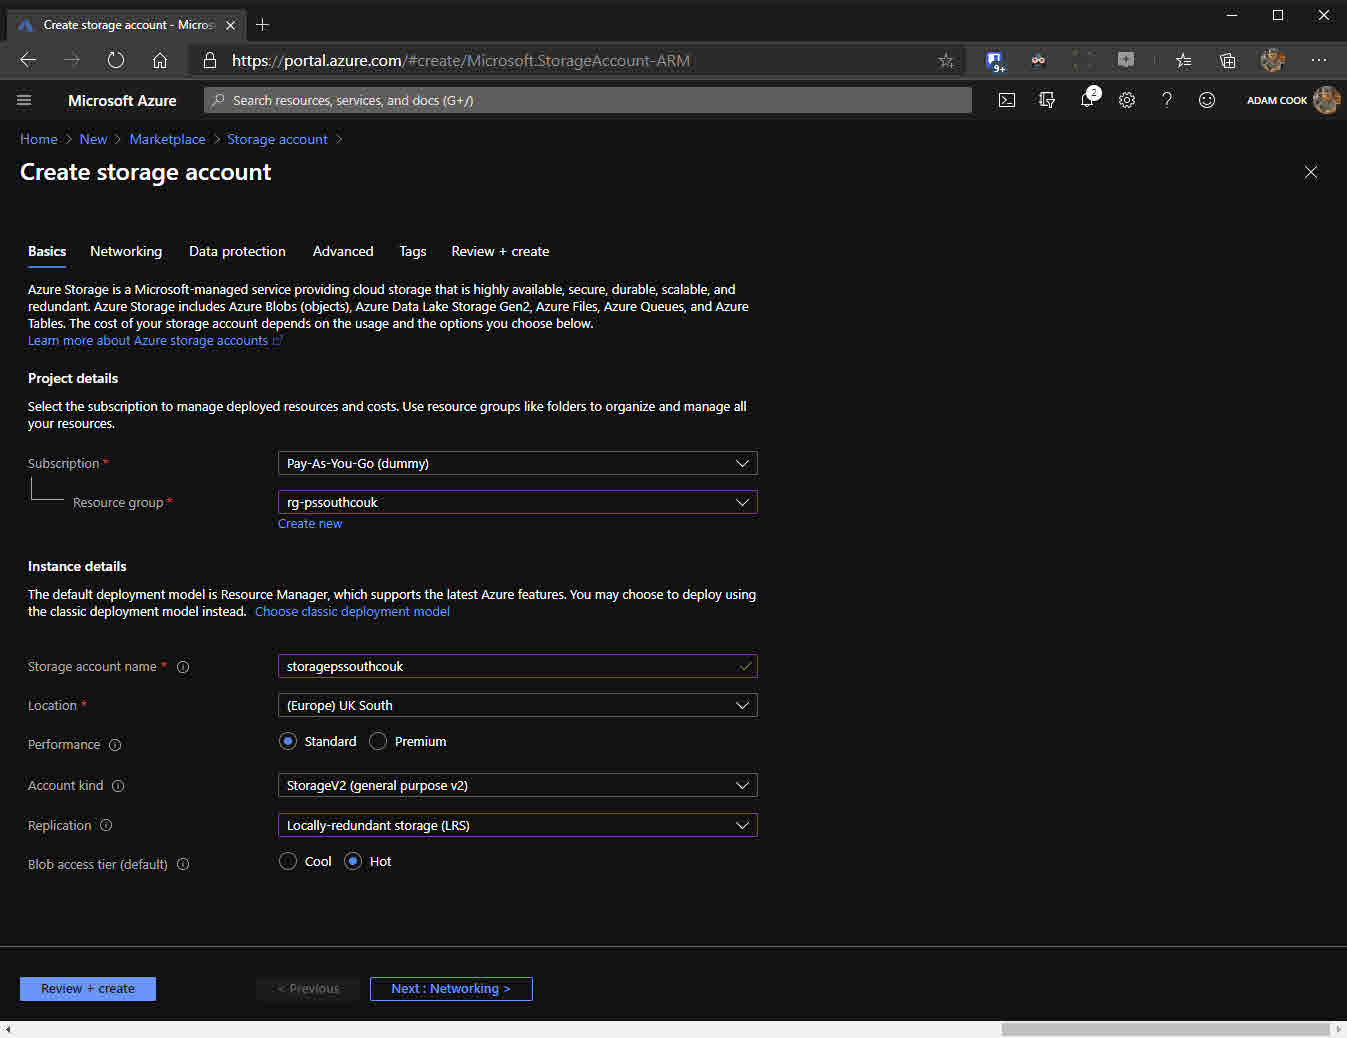 Create storage account - Micros
https://portal.azure.com/#create/Microsoft.StorageAccount-ARM
9+
Microsoft Azure
Search resources, services, and docs (G+/)
2
ADAM COOK
Home > New > Marketplace > Storage account >
Create storage account
Basics Networking Data protection Advanced Tags Review + create
Azure Storage is a Microsoft-managed service providing cloud storage that is highly available, secure, durable, scalable, and
redundant. Azure Storage includes Azure Blobs (objects), Azure Data Lake Storage Gen2, Azure Files, Azure Queues, and Azure
Tables. The cost of your storage account depends on the usage and the options you choose below.
Learn more about Azure storage accounts
Project details
Select the subscription to manage deployed resources and costs. Use resource groups like folders to organize and manage all
your resources.
Subscription * Pay-As-You-Go (dummy)
Resource group * rg-pssouthcouk
Create new
Instance details
The default deployment model is Resource Manager, which supports the latest Azure features. You may choose to deploy using
the classic deployment model instead. Choose classic deployment model
Storage account name * storagepssouthcouk
Location * (Europe) UK South
Performance Standard Premium
Account kind StorageV2 (general purpose v2)
Replication Locally-redundant storage (LRS)
Blob access tier (default) Cool Hot
Review + create < Previous Next : Networking >